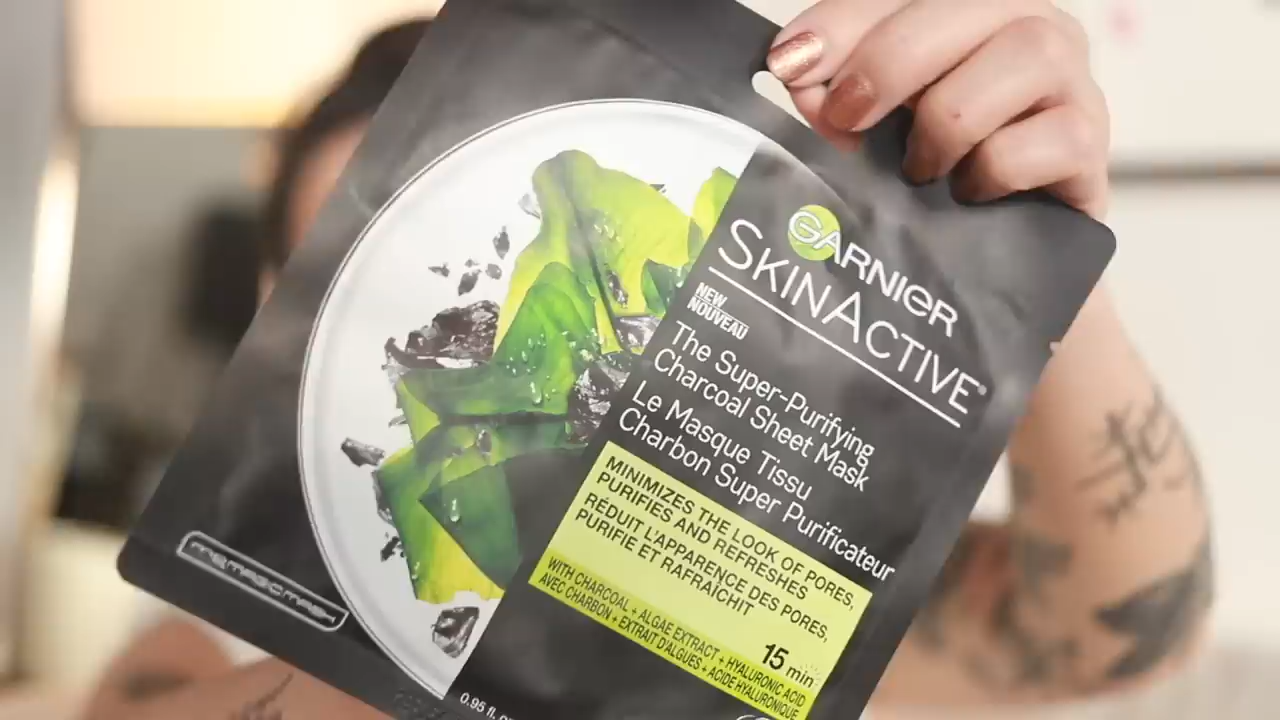 GARNIER
SKINACTIVE®
NEW
NOUVEAU
The Super-Purifying
Charcoal Sheet Mask
Le Masque Tissu
Charbon Super Purificateur
MINIMIZES THE LOOK OF PORES,
PURIFIES AND REFRESHES
RÉDUIT L'APPARENCE DES PORES,
PURIFIE ET RAFRAÎCHIT
WITH CHARCOAL + ALGAE EXTRACT + HYALURONIC ACID
AVEC CHARBON + EXTRAIT D'ALGUES + ACIDE HYALURONIQUE
15 min
0.95 fl.